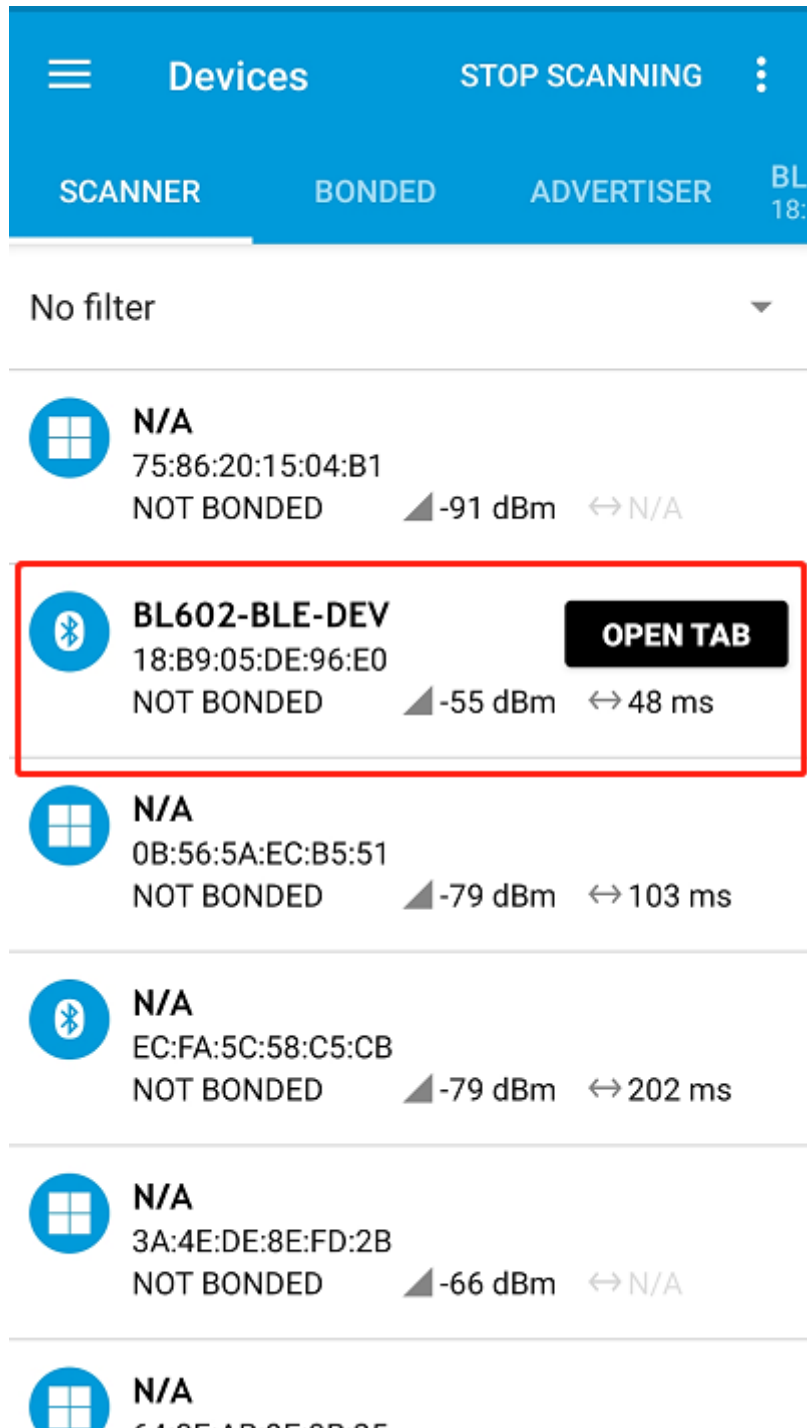 Devices STOP SCANNING
SCANNER BONDED ADVERTISER BL
18:
No filter
N/A
75:86:20:15:04:B1
NOT BONDED -91 dBm N/A
BL602-BLE-DEV OPEN TAB
18:B9:05:DE:96:E0
NOT BONDED -55 dBm 48 ms
N/A
0B:56:5A:EC:B5:51
NOT BONDED -79 dBm 103 ms
N/A
EC:FA:5C:58:C5:CB
NOT BONDED -79 dBm 202 ms
N/A
3A:4E:DE:8E:FD:2B
NOT BONDED -66 dBm N/A
N/A